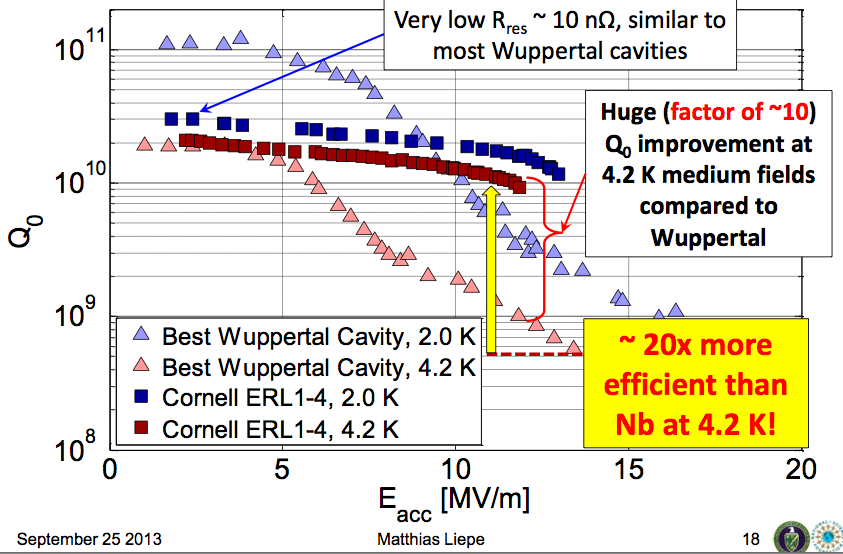 Very low Rres ~ 10 nΩ, similar to
most Wuppertal cavities
10^11
Huge (factor of ~10)
Q0 improvement at
4.2 K medium fields
compared to
Wuppertal
10^10
Q0
10^9
Best Wuppertal Cavity, 2.0 K
Best Wuppertal Cavity, 4.2 K
Cornell ERL1-4, 2.0 K
Cornell ERL1-4, 4.2 K
~ 20x more
efficient than
Nb at 4.2 K!
10^8
0 5 10 15 20
Eacc [MV/m]
September 25 2013 Matthias Liepe 18